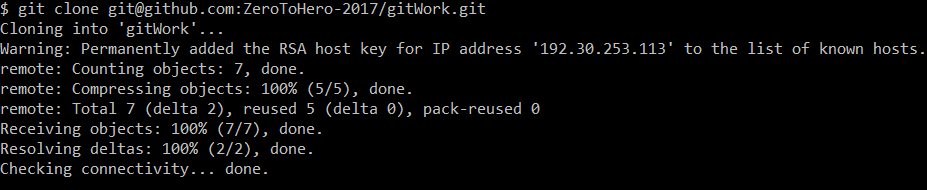 $ git clone git@github.com:ZeroToHero-2017/gitWork.git
Cloning into 'gitWork'...
Warning: Permanently added the RSA host key for IP address '192.30.253.113' to the list of known hosts.
remote: Counting objects: 7, done.
remote: Compressing objects: 100% (5/5), done.
remote: Total 7 (delta 2), reused 5 (delta 0), pack-reused 0
Receiving objects: 100% (7/7), done.
Resolving deltas: 100% (2/2), done.
Checking connectivity... done.